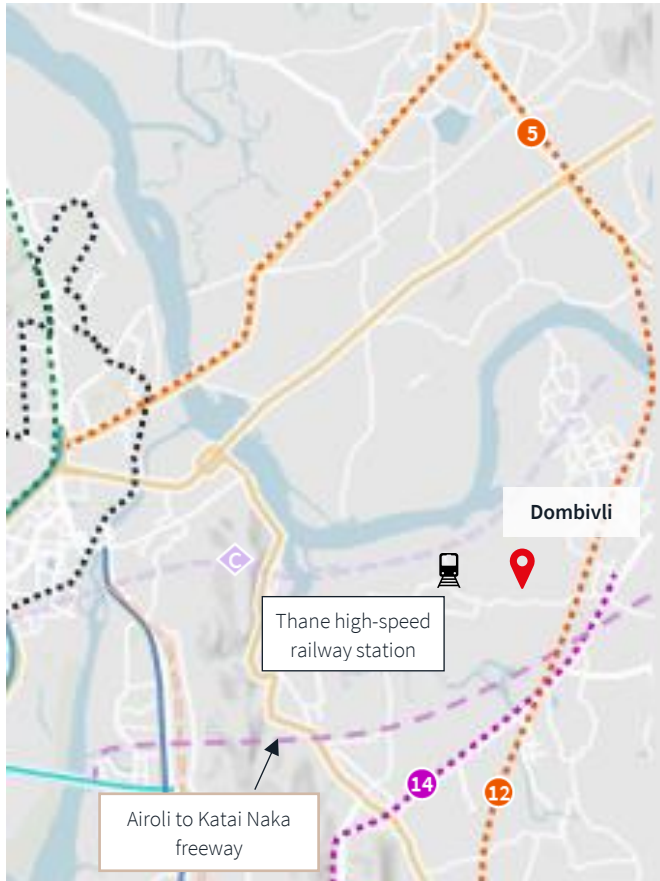 5
Dombivli
C
Thane high-speed
railway station
14
12
Airoli to Katai Naka
freeway